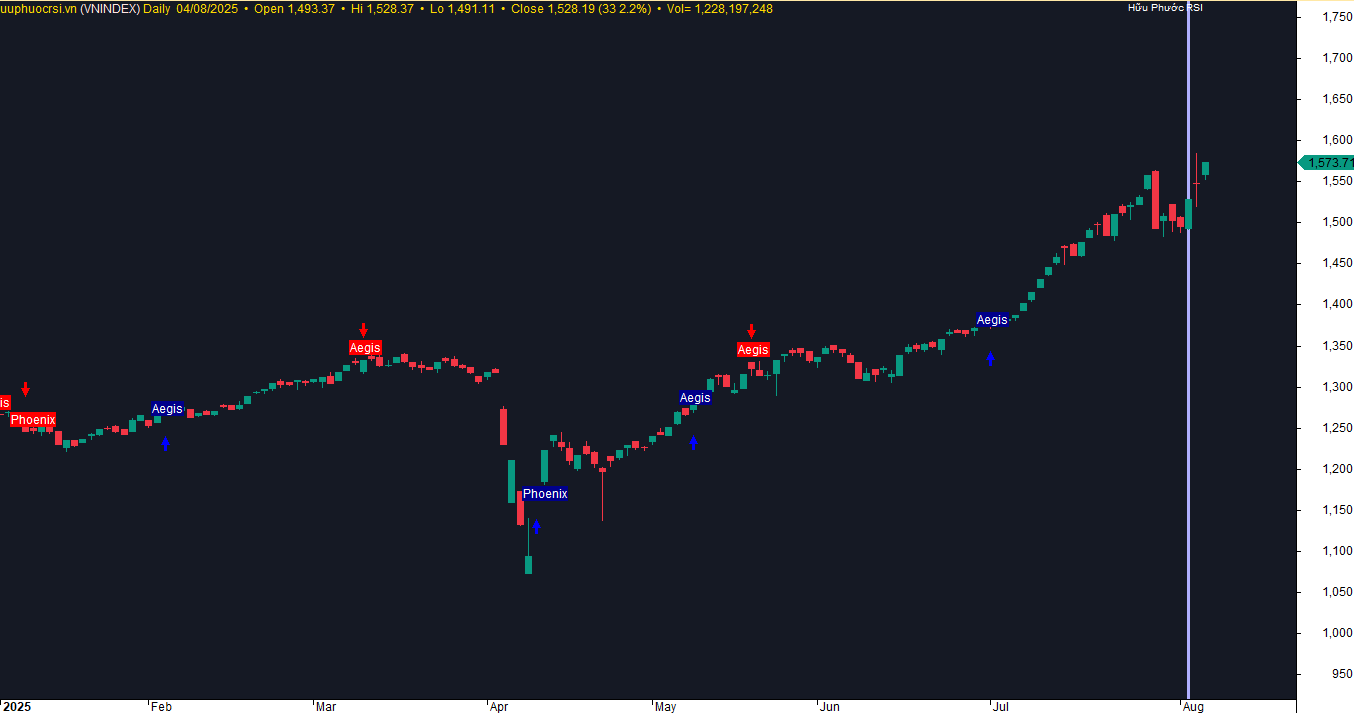 uuphuocrsi.vn (VNINDEX) Daily 04/08/2025 • Open 1,493.37 • Hi 1,528.37 • Lo 1,491.11 • Close 1,528.19 (33 2.2%) • Vol= 1,228,197,248
Hữu Phước RSI
1,750
1,700
1,650
1,600
1,573.71
1,550
1,500
1,450
1,400
1,350
1,300
1,250
1,200
1,150
1,100
1,050
1,000
950
is
Phoenix
Aegis
Aegis
Phoenix
Aegis
Aegis
Aegis
2025 Feb Mar Apr May Jun Jul Aug